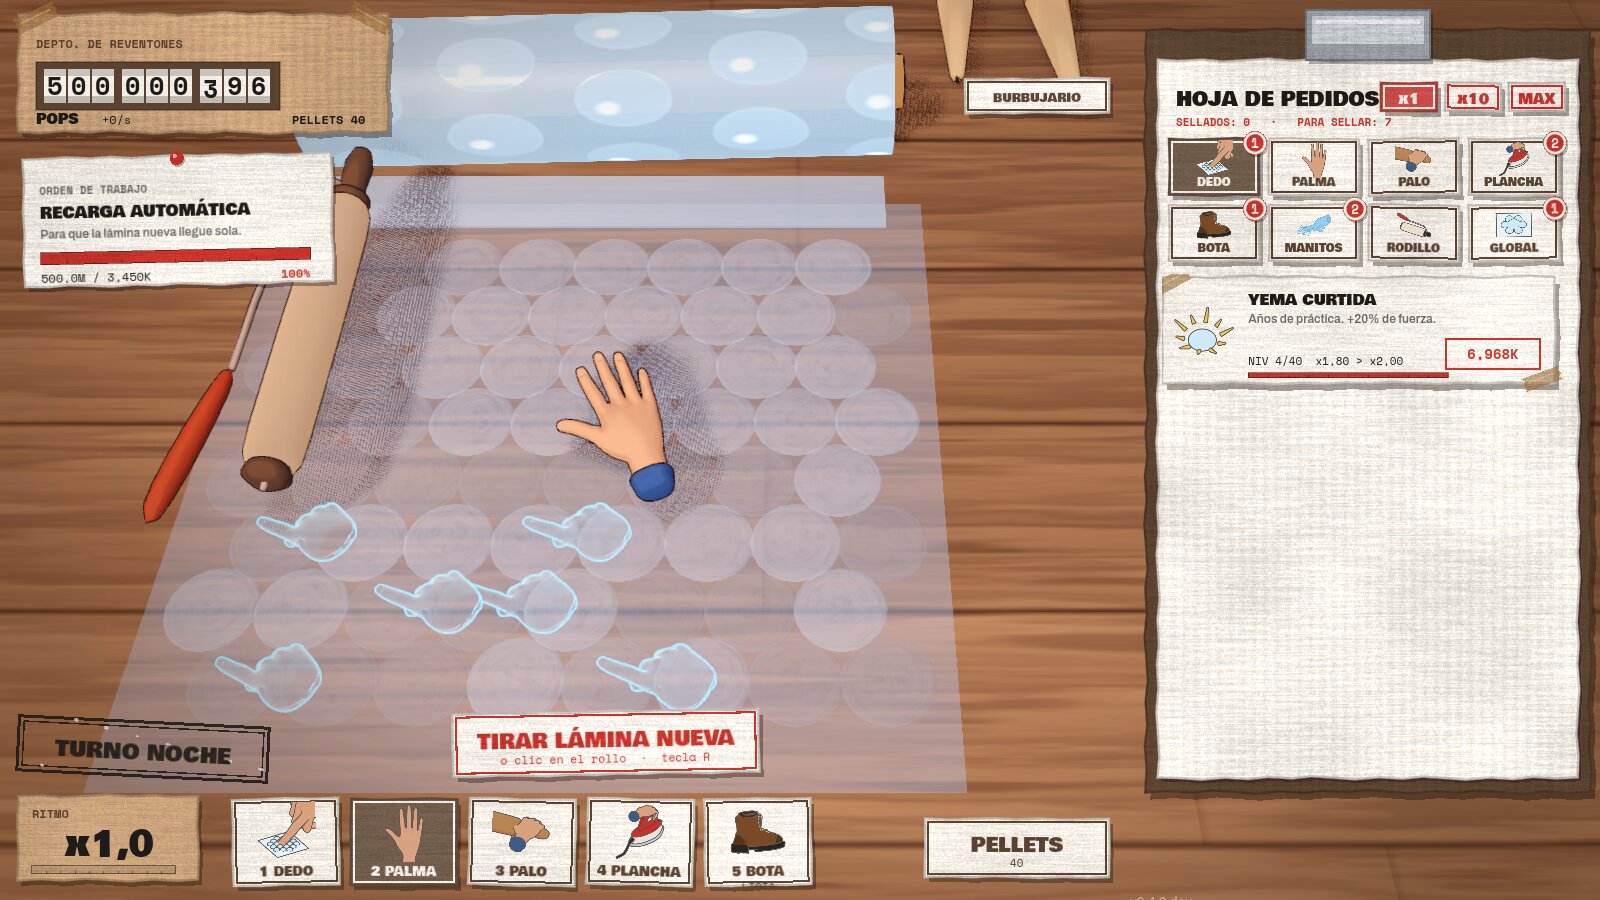 DEPTO. DE REVENTONES
500 000 396
POPS +0/s PELLETS 40
ORDEN DE TRABAJO
RECARGA AUTOMÁTICA
Para que la lámina nueva llegue sola.
500.0M / 3.450K 100%
BURBUJARIO
HOJA DE PEDIDOS x1 x10 MAX
SELLADOS: 0 · PARA SELLAR: 7
1 2
DEDO PALMA PALO PLANCHA
1 2 1
BOTA MANITOS RODILLO GLOBAL
YEMA CURTIDA
Años de práctica. +20% de fuerza.
NIV 4/40 x1,80 > x2,00 6.968K
TURNO NOCHE
TIRAR LÁMINA NUEVA
o clic en el rollo · tecla R
RITMO
x1,0
1 DEDO 2 PALMA 3 PALO 4 PLANCHA 5 BOTA
PELLETS
40